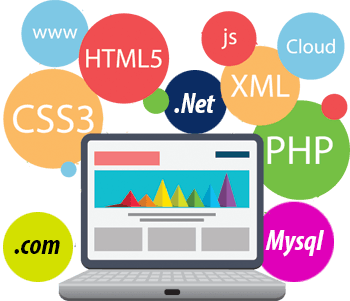 www
HTML5
js
Cloud
CSS3
.Net
XML
PHP
.com
Mysql